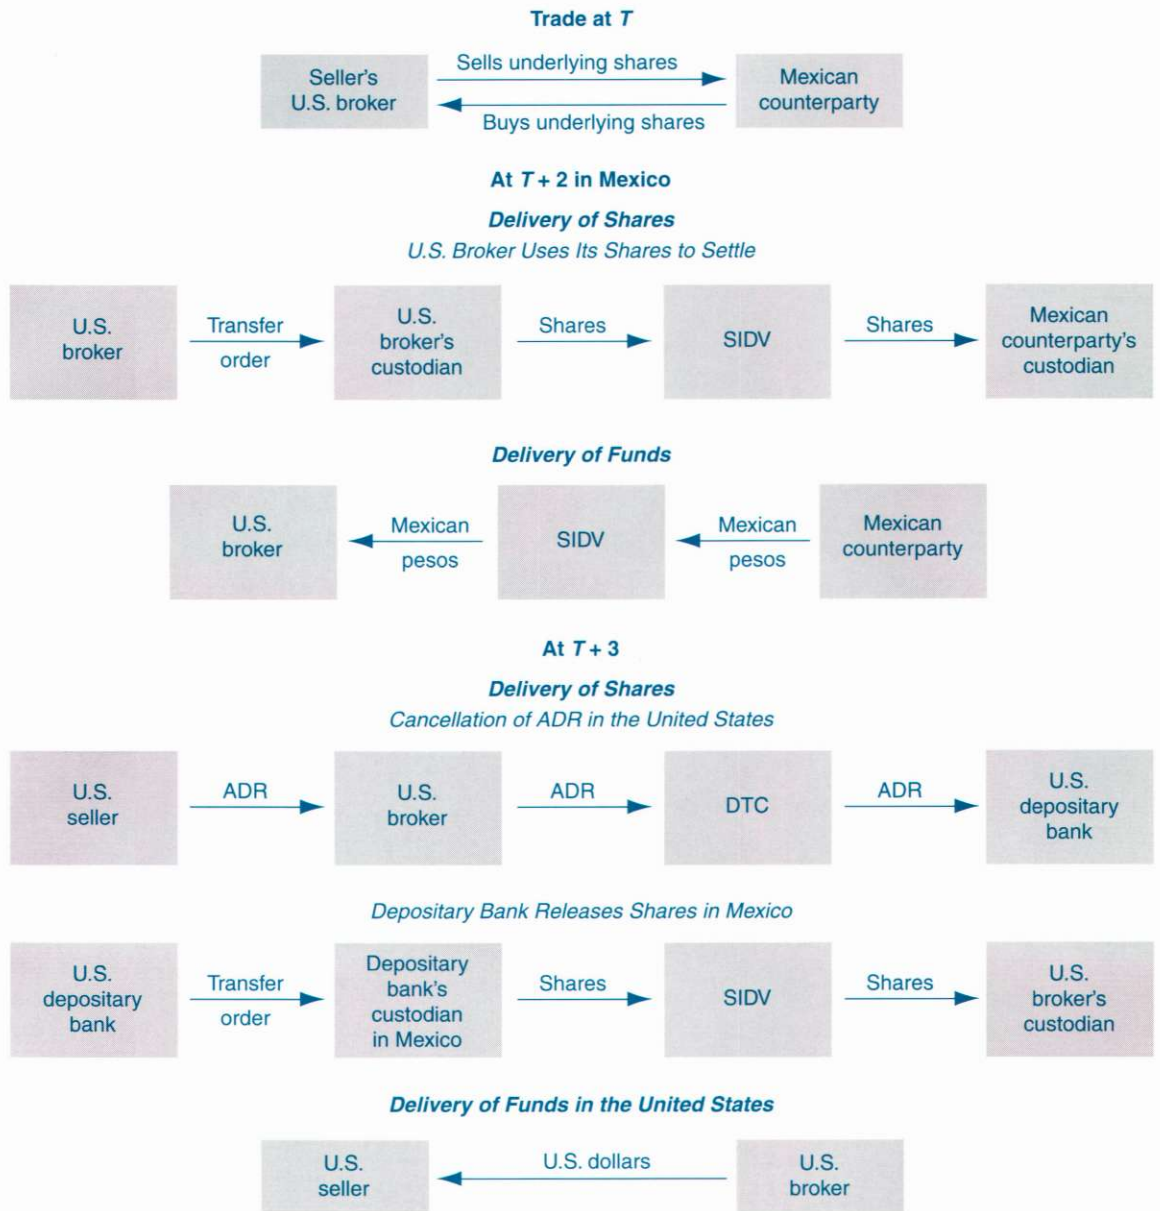 Trade at T
Seller's
U.S. broker
Sells underlying shares
Buys underlying shares
Mexican
counterparty
At T + 2 in Mexico
Delivery of Shares
U.S. Broker Uses Its Shares to Settle
U.S.
broker
Transfer
order
U.S.
broker's
custodian
Shares
SIDV
Shares
Mexican
counterparty's
custodian
Delivery of Funds
U.S.
broker
Mexican
pesos
SIDV
Mexican
pesos
Mexican
counterparty
At T + 3
Delivery of Shares
Cancellation of ADR in the United States
U.S.
seller
ADR
U.S.
broker
ADR
DTC
ADR
U.S.
depositary
bank
Depositary Bank Releases Shares in Mexico
U.S.
depositary
bank
Transfer
order
Depositary
bank's
custodian
in Mexico
Shares
SIDV
Shares
U.S.
broker's
custodian
Delivery of Funds in the United States
U.S.
seller
U.S. dollars
U.S.
broker